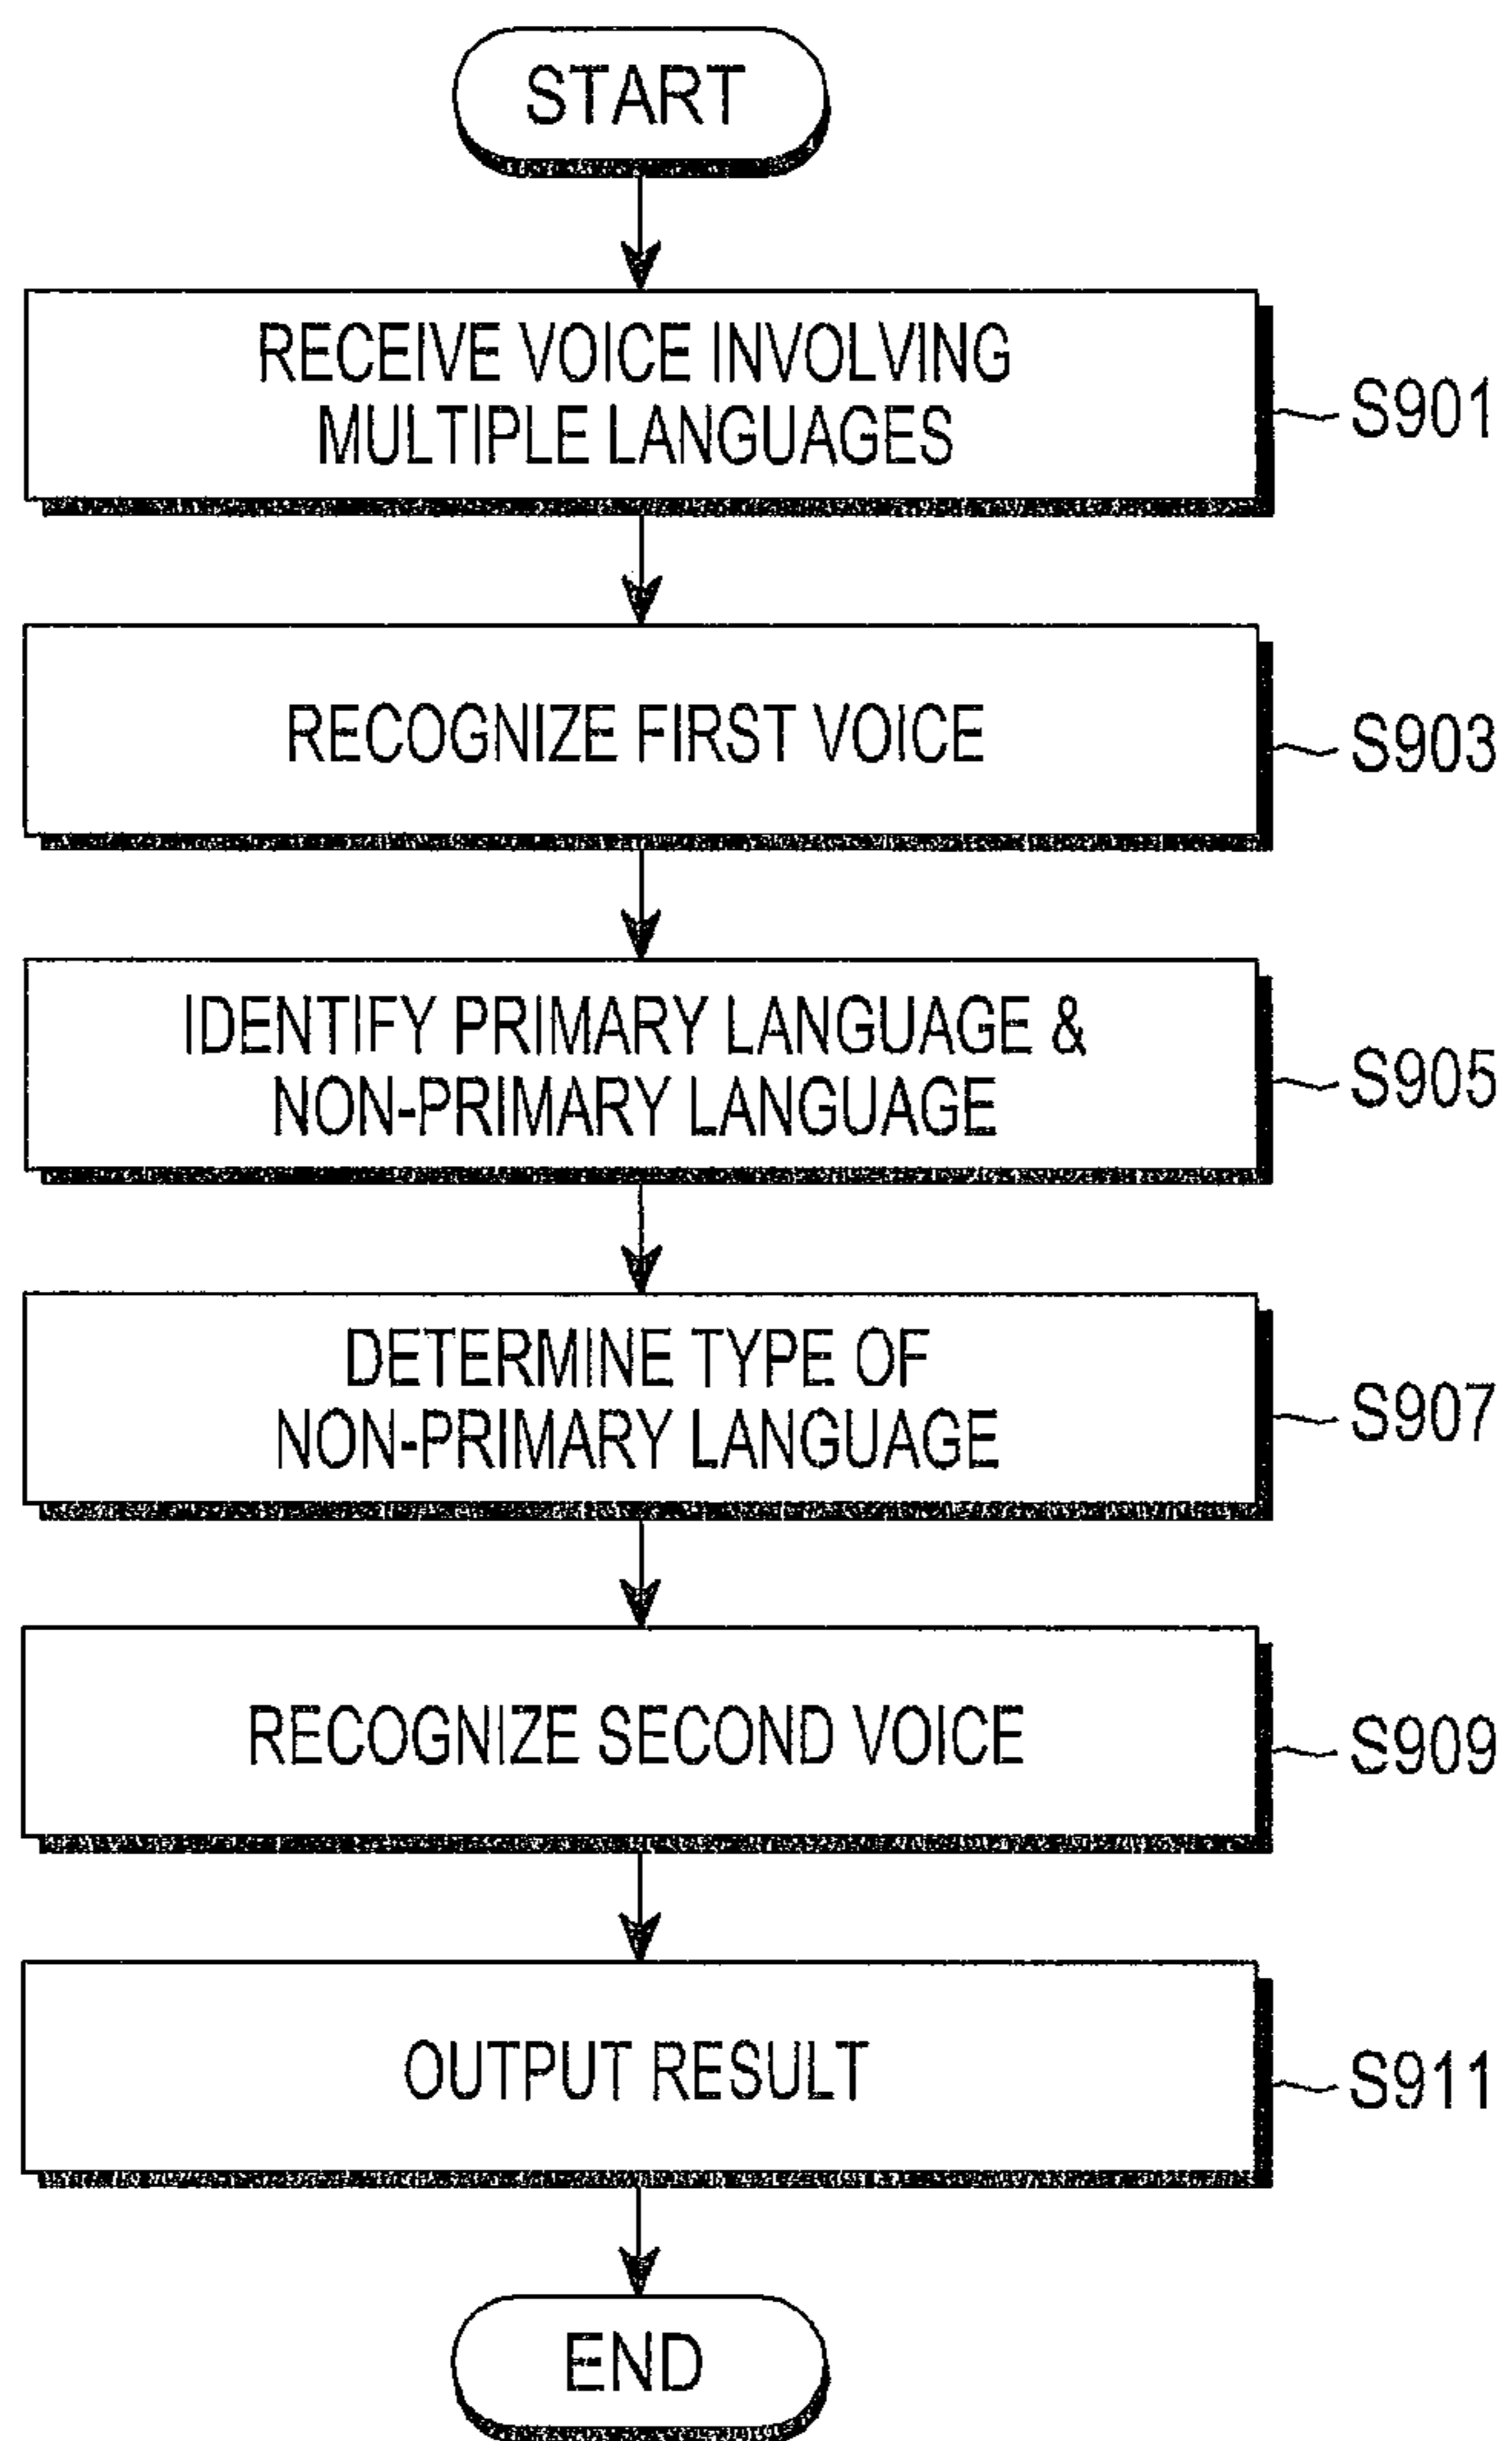 START
RECEIVE VOICE INVOLVING
MULTIPLE LANGUAGES
S901
RECOGNIZE FIRST VOICE
S903
IDENTIFY PRIMARY LANGUAGE &
NON-PRIMARY LANGUAGE
S905
DETERMINE TYPE OF
NON-PRIMARY LANGUAGE
S907
RECOGNIZE SECOND VOICE
S909
OUTPUT RESULT
S911
END